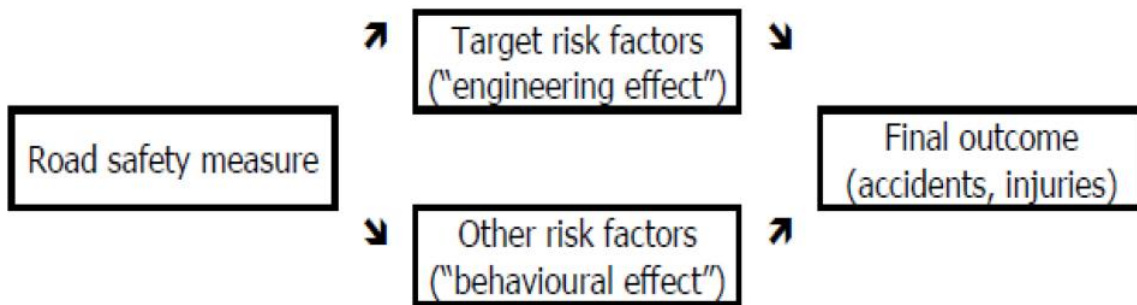 Target risk factors
("engineering effect")
Road safety measure
Final outcome
(accidents, injuries)
Other risk factors
("behavioural effect")